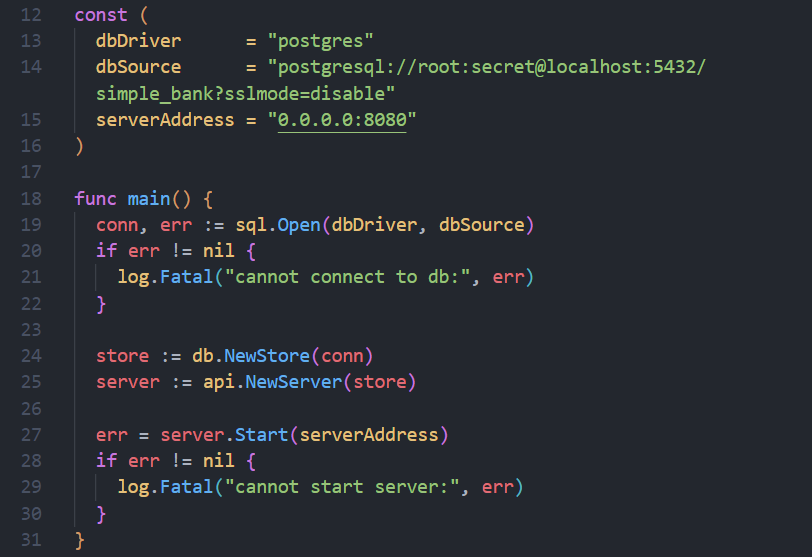 12 const (
13 dbDriver      = "postgres"
14 dbSource      = "postgresql://root:secret@localhost:5432/
simple_bank?sslmode=disable"
15 serverAddress = "0.0.0.0:8080"
16 )
17
18 func main() {
19   conn, err := sql.Open(dbDriver, dbSource)
20   if err != nil {
21     log.Fatal("cannot connect to db:", err)
22   }
23
24   store := db.NewStore(conn)
25   server := api.NewServer(store)
26
27   err = server.Start(serverAddress)
28   if err != nil {
29     log.Fatal("cannot start server:", err)
30   }
31 }